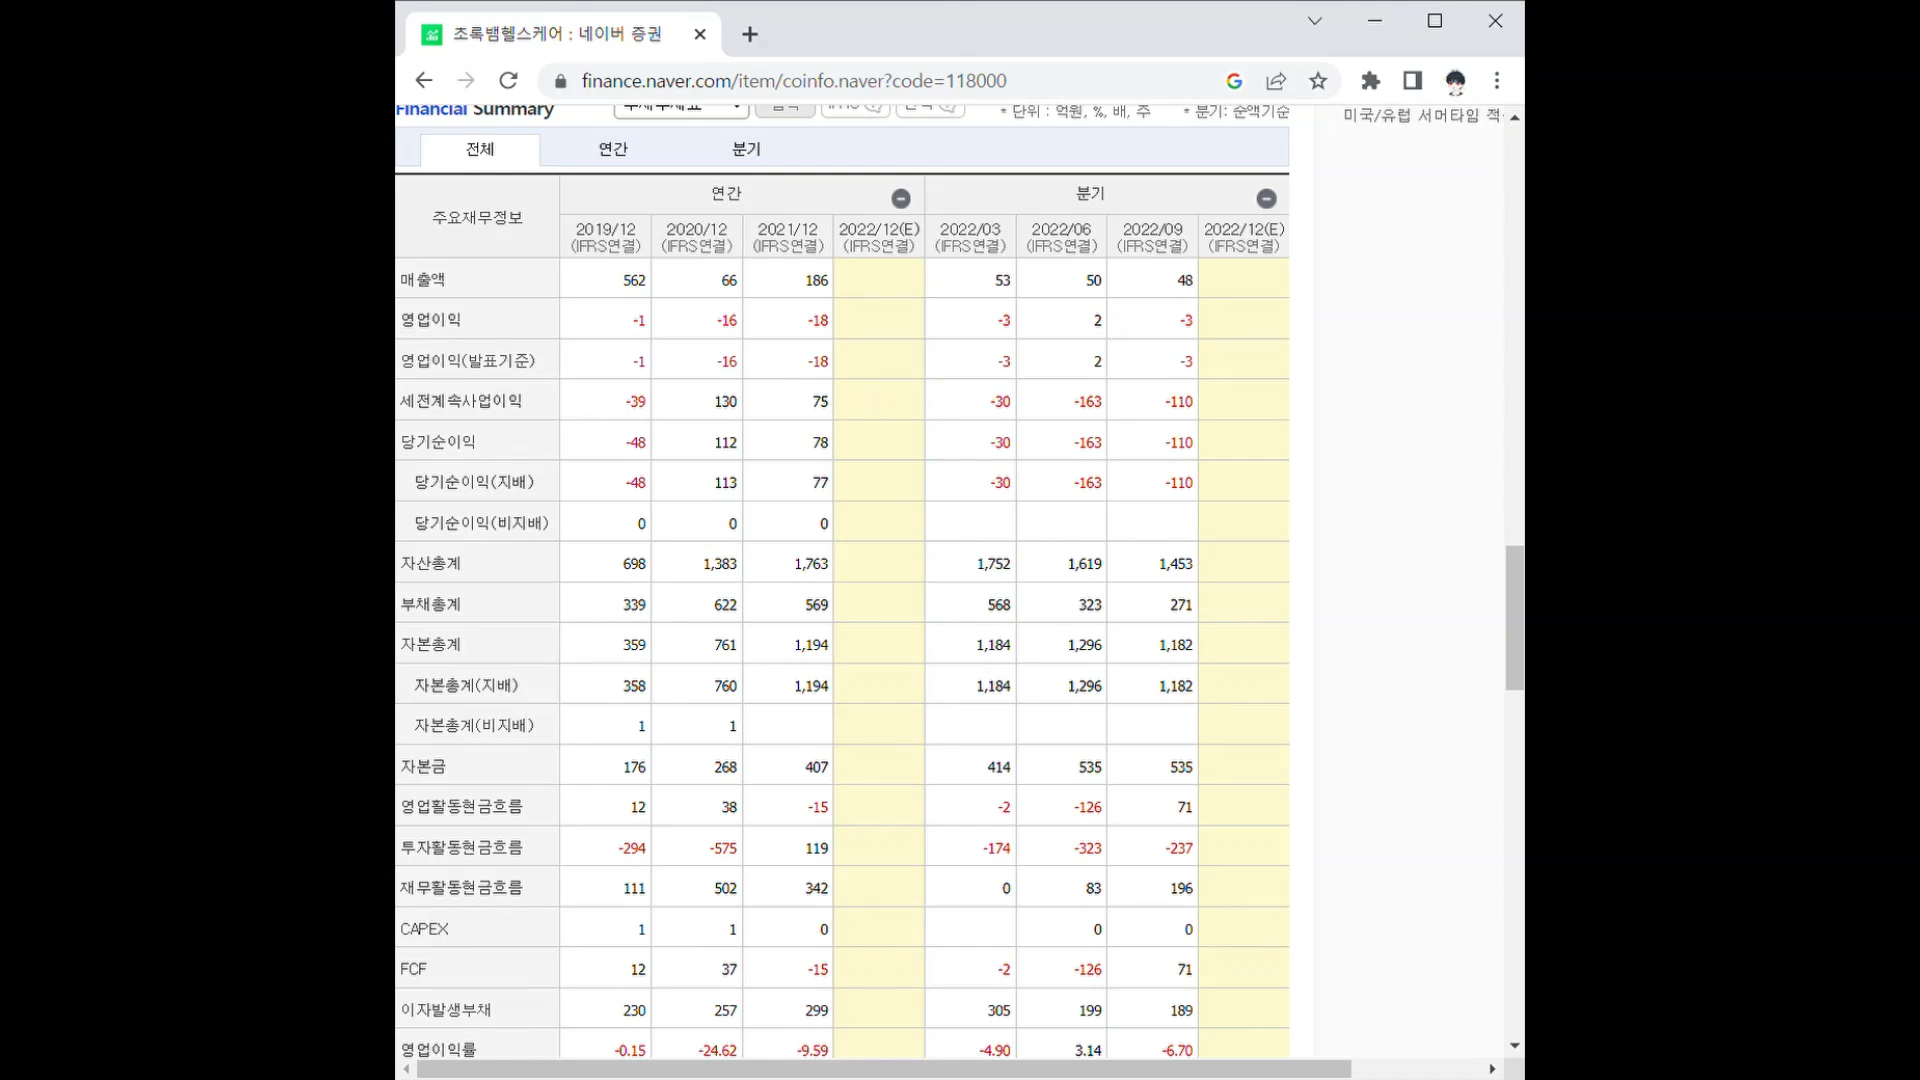 초록뱀헬스케어 : 네이버 증권
finance.naver.com/item/coinfo.naver?code=118000
Financial Summary
* 단위 : 억원, %, 배, 주 * 분기: 순액기준
미국/유럽 서머타임 적
전체 연간 분기
주요재무정보 연간 분기
2019/12 2020/12 2021/12 2022/12(E) 2022/03 2022/06 2022/09 2022/12(E)
(IFRS연결) (IFRS연결) (IFRS연결) (IFRS연결) (IFRS연결) (IFRS연결) (IFRS연결) (IFRS연결)
매출액 562 66 186 53 50 48
영업이익 -1 -16 -18 -3 2 -3
영업이익(발표기준) -1 -16 -18 -3 2 -3
세전계속사업이익 -39 130 75 -30 -163 -110
당기순이익 -48 112 78 -30 -163 -110
당기순이익(지배) -48 113 77 -30 -163 -110
당기순이익(비지배) 0 0 0
자산총계 698 1,383 1,763 1,752 1,619 1,453
부채총계 339 622 569 568 323 271
자본총계 359 761 1,194 1,184 1,296 1,182
자본총계(지배) 358 760 1,194 1,184 1,296 1,182
자본총계(비지배) 1 1
자본금 176 268 407 414 535 535
영업활동현금흐름 12 38 -15 -2 -126 71
투자활동현금흐름 -294 -575 119 -174 -323 -237
재무활동현금흐름 111 502 342 0 83 196
CAPEX 1 1 0 0 0
FCF 12 37 -15 -2 -126 71
이자발생부채 230 257 299 305 199 189
영업이익률 -0.15 -24.62 -9.59 -4.90 3.14 -6.70